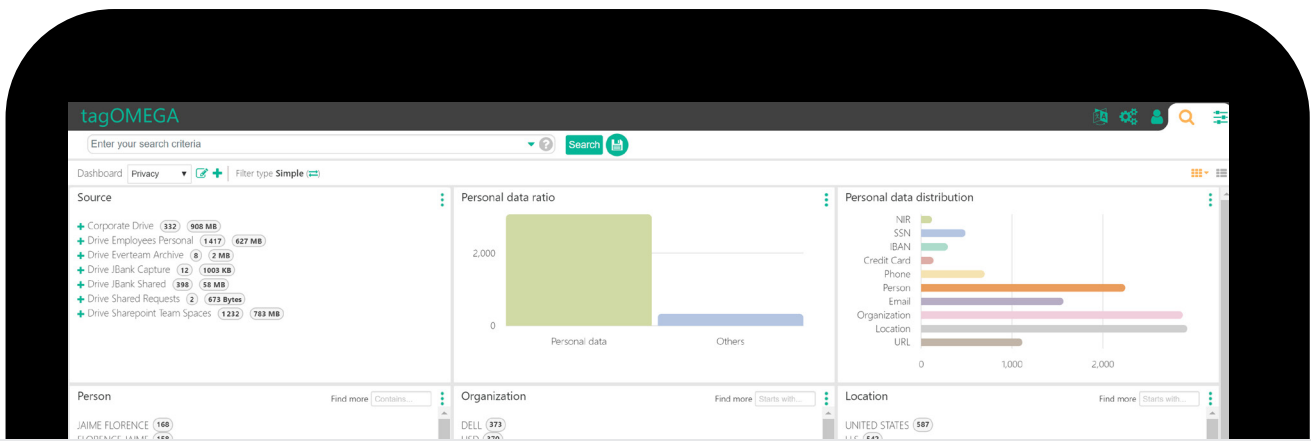 tagOMEGA
Enter your search criteria
Search
Dashboard Privacy Filter type Simple
Source
Corporate Drive 332 908 MB
Drive Employees Personal 1417 627 MB
Drive Everteam Archive 8 2 MB
Drive JBank Capture 12 1003 KB
Drive JBank Shared 398 58 MB
Drive Shared Requests 2 673 Bytes
Drive Sharepoint Team Spaces 1232 783 MB
Personal data ratio
2,000
0
Personal data Others
Personal data distribution
NIR
SSN
IBAN
Credit Card
Phone
Person
Email
Organization
Location
URL
0 1,000 2,000
Person Find more Contains...
JAIME FLORENCE 168
FLORENCE JAIME 158
Organization Find more Starts with...
DELL 373
USD 370
Location Find more Starts with...
UNITED STATES 587